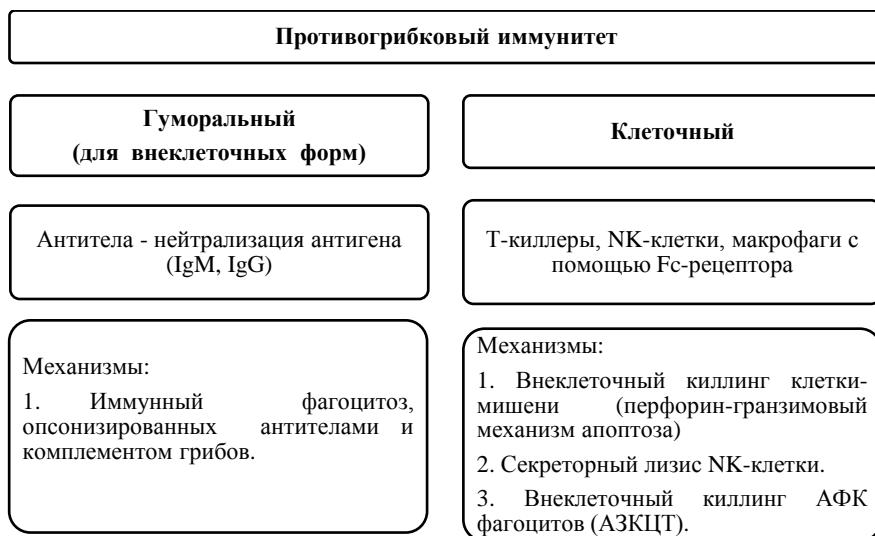 Противогрибковый иммунитет
Гуморальный
(для внеклеточных форм)
Клеточный
Антитела - нейтрализация антигена
(IgM, IgG)
Т-киллеры, NK-клетки, макрофаги с
помощью Fc-рецептора
Механизмы:
1. Иммунный фагоцитоз,
опсонизированных антителами и
комплементом грибов.
Механизмы:
1. Внеклеточный киллинг клетки-
мишени (перфорин-гранзимовый
механизм апоптоза)
2. Секреторный лизис NK-клетки.
3. Внеклеточный киллинг АФК
фагоцитов (АЗКЦТ).